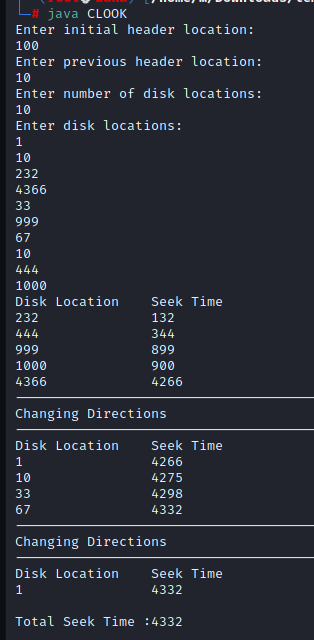 # java CLOOK
Enter initial header location:
100
Enter previous header location:
10
Enter number of disk locations:
10
Enter disk locations:
1
10
232
4366
33
999
67
10
444
1000
Disk Location    Seek Time
232              132
444              344
999              899
1000             900
4366             4266
Changing Directions
Disk Location    Seek Time
1                4266
10               4275
33               4298
67               4332
Changing Directions
Disk Location    Seek Time
1                4332
Total Seek Time :4332